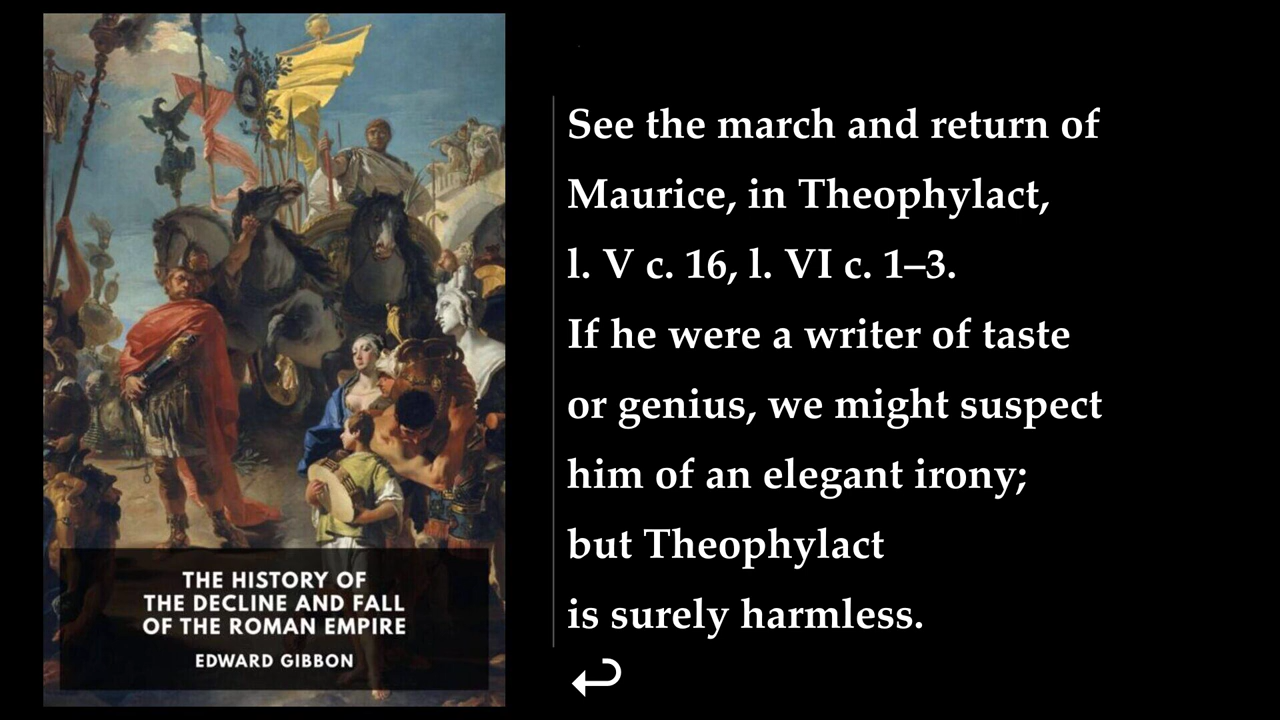 THE HISTORY OF
THE DECLINE AND FALL
OF THE ROMAN EMPIRE
EDWARD GIBBON
See the march and return of
Maurice, in Theophylact,
l. V c. 16, l. VI c. 1–3.
If he were a writer of taste
or genius, we might suspect
him of an elegant irony;
but Theophylact
is surely harmless.
↩